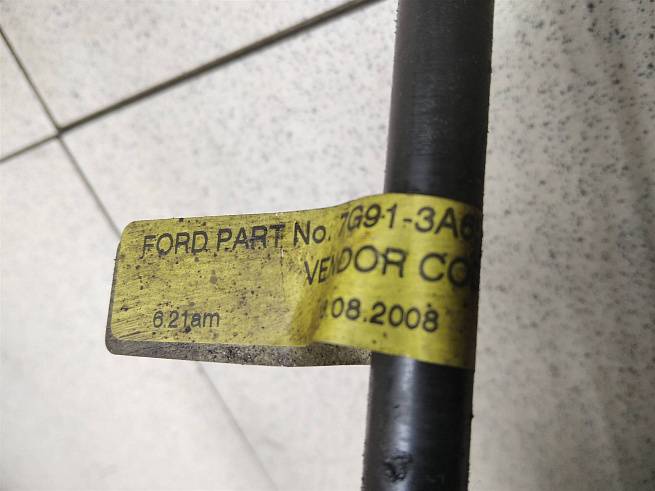 FORD PART No. 7G91-3A6
VENDOR CO
6.21am .08.2008